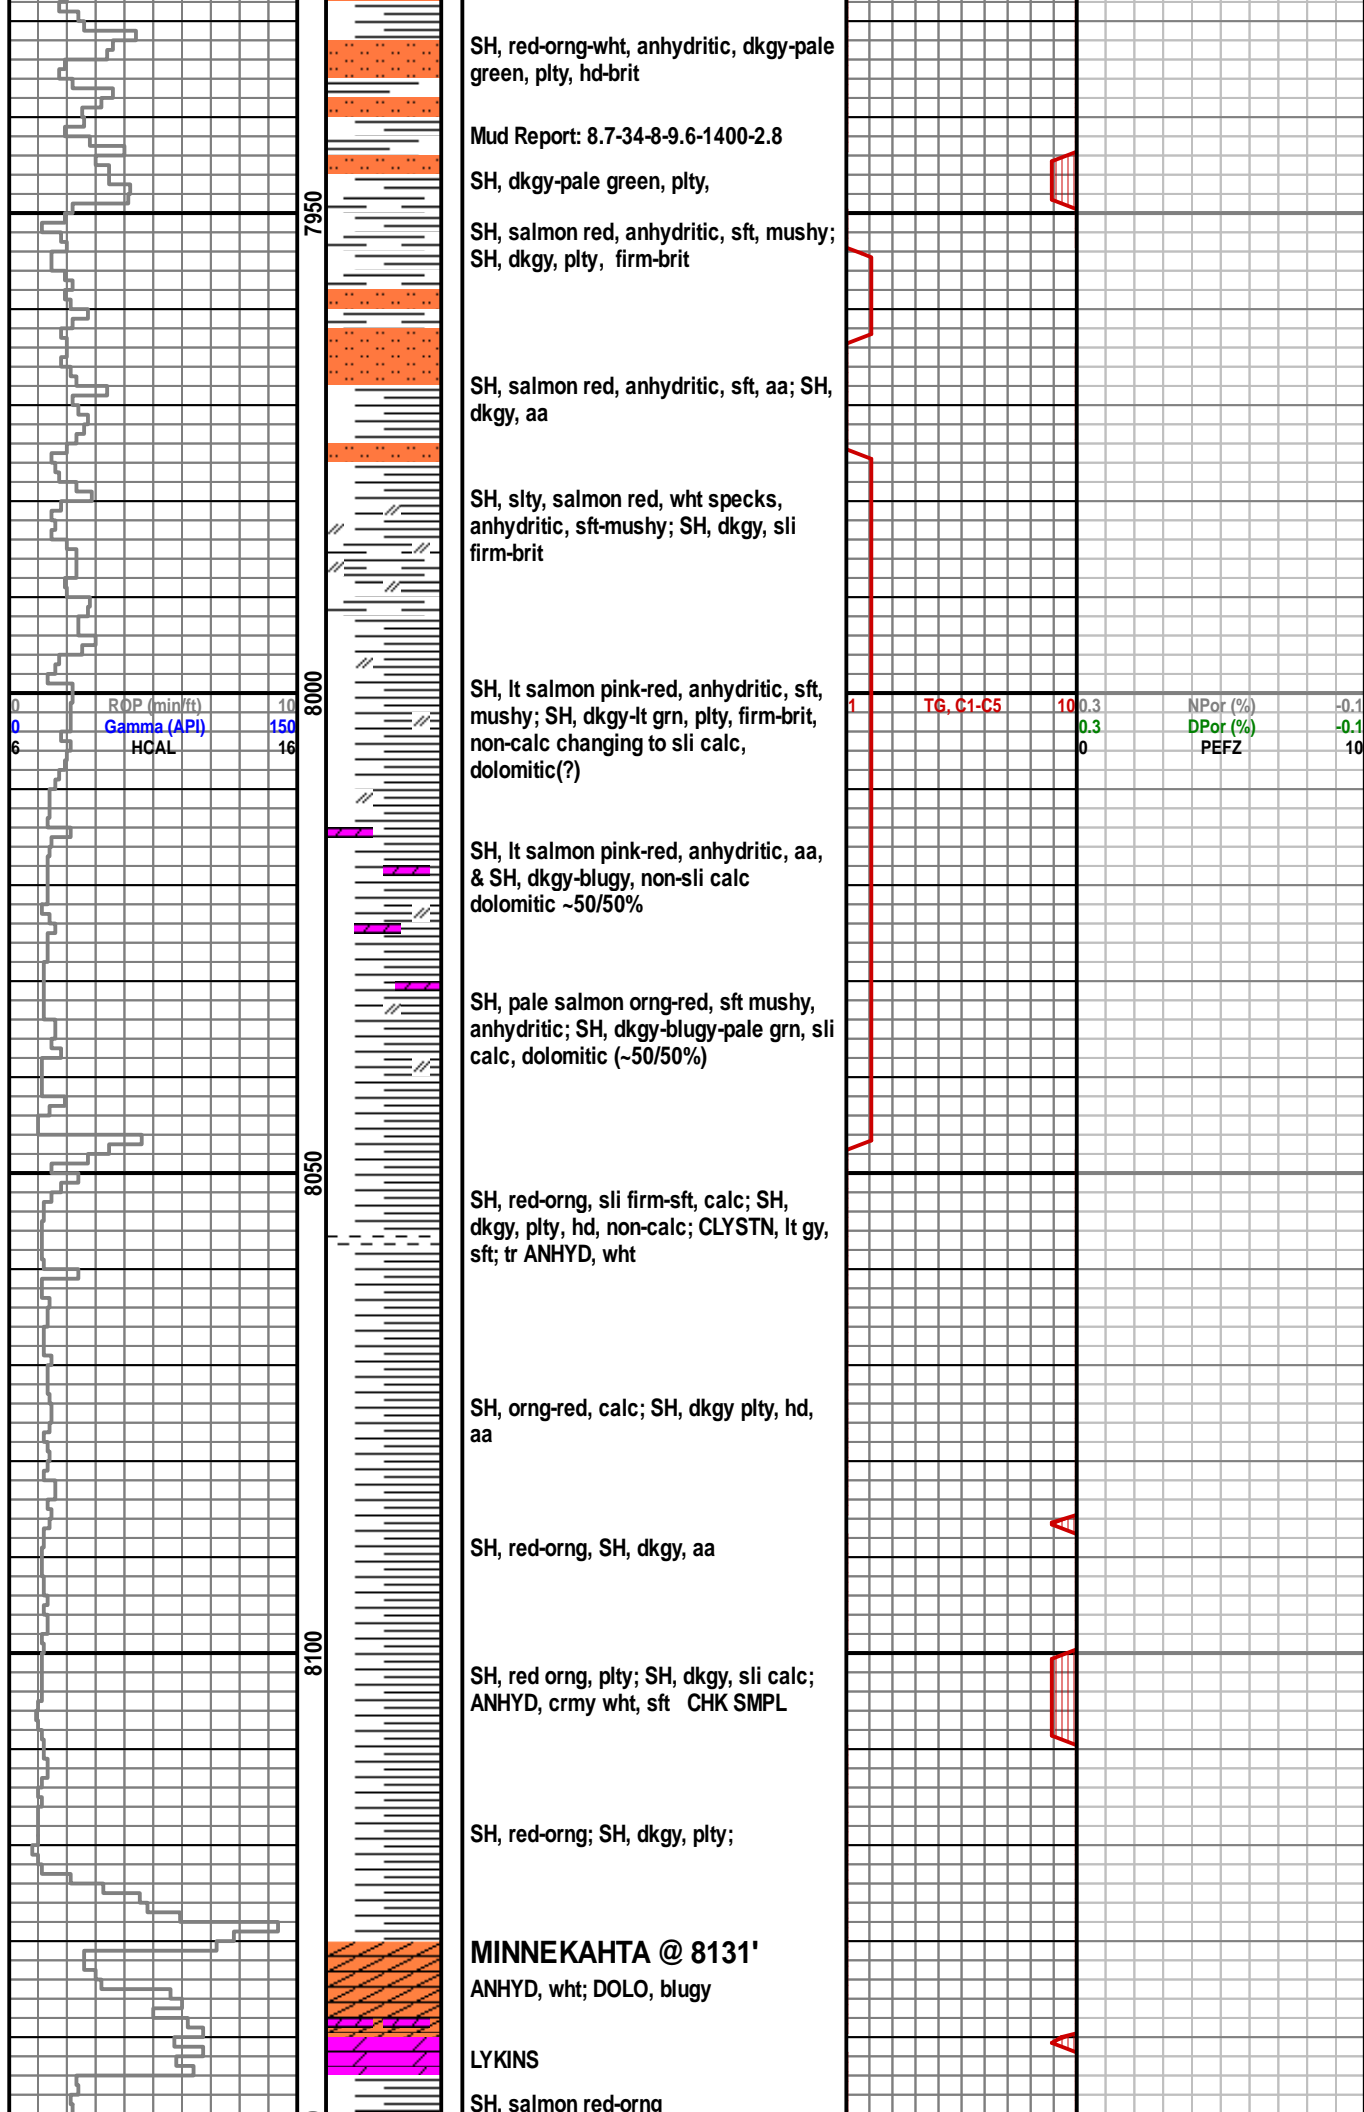 SH, red-orng-wht, anhydritic, dkgy-pale
green, plty, hd-brit
Mud Report: 8.7-34-8-9.6-1400-2.8
SH, dkgy-pale green, plty,
7950
SH, salmon red, anhydritic, sft, mushy;
SH, dkgy, plty, firm-brit
SH, salmon red, anhydritic, sft, aa; SH,
dkgy, aa
SH, slty, salmon red, wht specks,
anhydritic, sft-mushy; SH, dkgy, sli
firm-brit
8000
0 ROP (min/ft) 10
0 Gamma (API) 150
6 HCAL 16
SH, lt salmon pink-red, anhydritic, sft,
mushy; SH, dkgy-lt grn, plty, firm-brit,
non-calc changing to sli calc,
dolomitic(?)
1 TG, C1-C5 10
0.3 NPor (%) -0.1
0.3 DPor (%) -0.1
0 PEFZ 10
SH, lt salmon pink-red, anhydritic, aa,
& SH, dkgy-blugy, non-sli calc
dolomitic ~50/50%
SH, pale salmon orng-red, sft mushy,
anhydritic; SH, dkgy-blugy-pale grn, sli
calc, dolomitic (~50/50%)
8050
SH, red-orng, sli firm-sft, calc; SH,
dkgy, plty, hd, non-calc; CLYSTN, lt gy,
sft; tr ANHYD, wht
SH, orng-red, calc; SH, dkgy plty, hd,
aa
SH, red-orng, SH, dkgy, aa
8100
SH, red orng, plty; SH, dkgy, sli calc;
ANHYD, crmy wht, sft CHK SMPL
SH, red-orng; SH, dkgy, plty;
MINNEKAHTA @ 8131'
ANHYD, wht; DOLO, blugy
LYKINS
SH, salmon red-orng